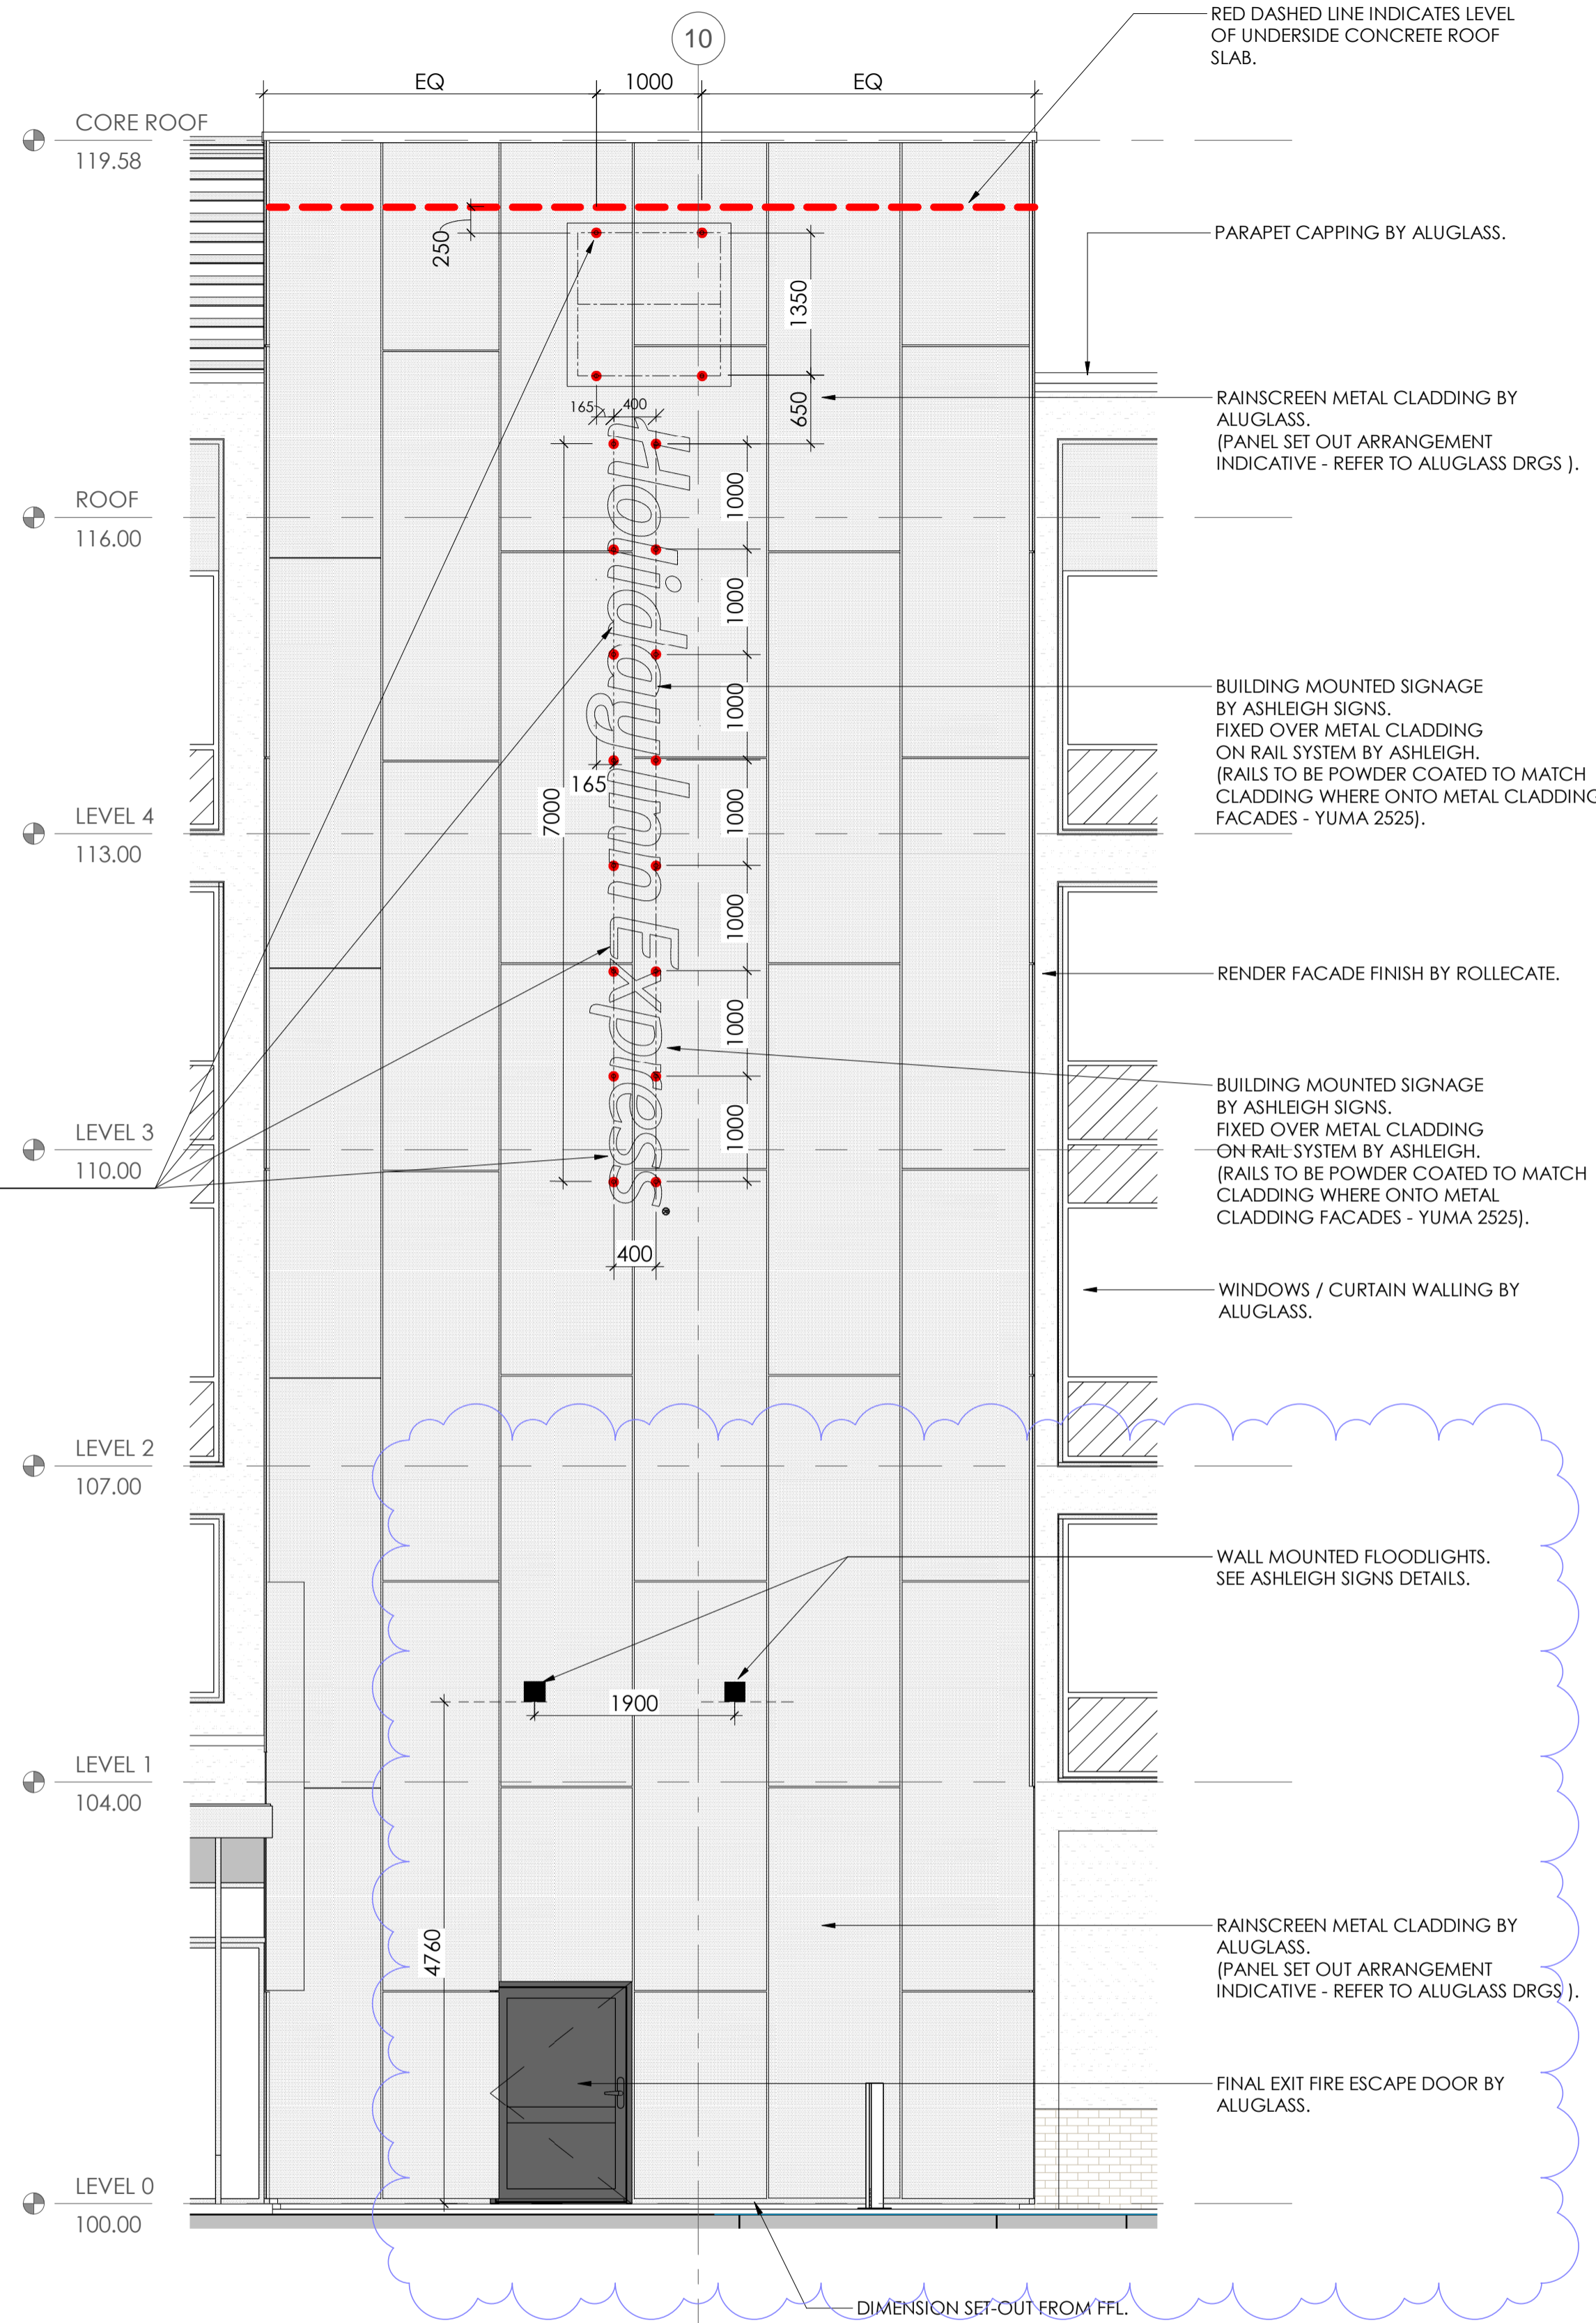 10
RED DASHED LINE INDICATES LEVEL
OF UNDERSIDE CONCRETE ROOF
SLAB.
EQ
1000
EQ
CORE ROOF
119.58
250
PARAPET CAPPING BY ALUGLASS.
1350
650
165
400
RAINSCREEN METAL CLADDING BY
ALUGLASS.
(PANEL SET OUT ARRANGEMENT
INDICATIVE - REFER TO ALUGLASS DRGS ).
Holiday Inn Express®
ROOF
116.00
1000
1000
1000
1000
1000
1000
1000
7000
165
400
BUILDING MOUNTED SIGNAGE
BY ASHLEIGH SIGNS.
FIXED OVER METAL CLADDING
ON RAIL SYSTEM BY ASHLEIGH.
(RAILS TO BE POWDER COATED TO MATCH
CLADDING WHERE ONTO METAL CLADDING
FACADES - YUMA 2525).
LEVEL 4
113.00
RENDER FACADE FINISH BY ROLLECATE.
BUILDING MOUNTED SIGNAGE
BY ASHLEIGH SIGNS.
FIXED OVER METAL CLADDING
ON RAIL SYSTEM BY ASHLEIGH.
(RAILS TO BE POWDER COATED TO MATCH
CLADDING WHERE ONTO METAL
CLADDING FACADES - YUMA 2525).
LEVEL 3
110.00
WINDOWS / CURTAIN WALLING BY
ALUGLASS.
LEVEL 2
107.00
WALL MOUNTED FLOODLIGHTS.
SEE ASHLEIGH SIGNS DETAILS.
1900
LEVEL 1
104.00
4760
RAINSCREEN METAL CLADDING BY
ALUGLASS.
(PANEL SET OUT ARRANGEMENT
INDICATIVE - REFER TO ALUGLASS DRGS ).
FINAL EXIT FIRE ESCAPE DOOR BY
ALUGLASS.
LEVEL 0
100.00
DIMENSION SET-OUT FROM FFL.